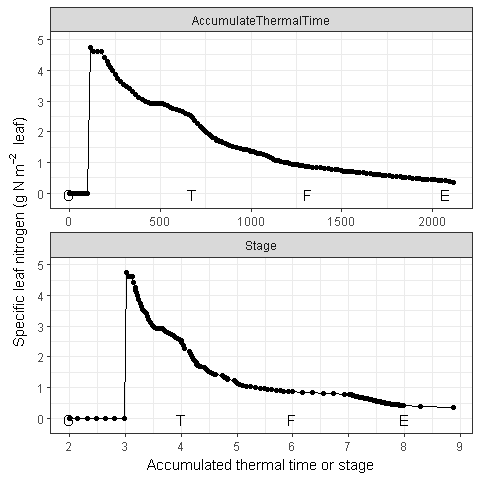 AccumulateThermalTime
Specific leaf nitrogen (g N m⁻² leaf)
5
4
3
2
1
0
T F E
0 500 1000 1500 2000
Stage
5
4
3
2
1
0
T F E
2 3 4 5 6 7 8 9
Accumulated thermal time or stage